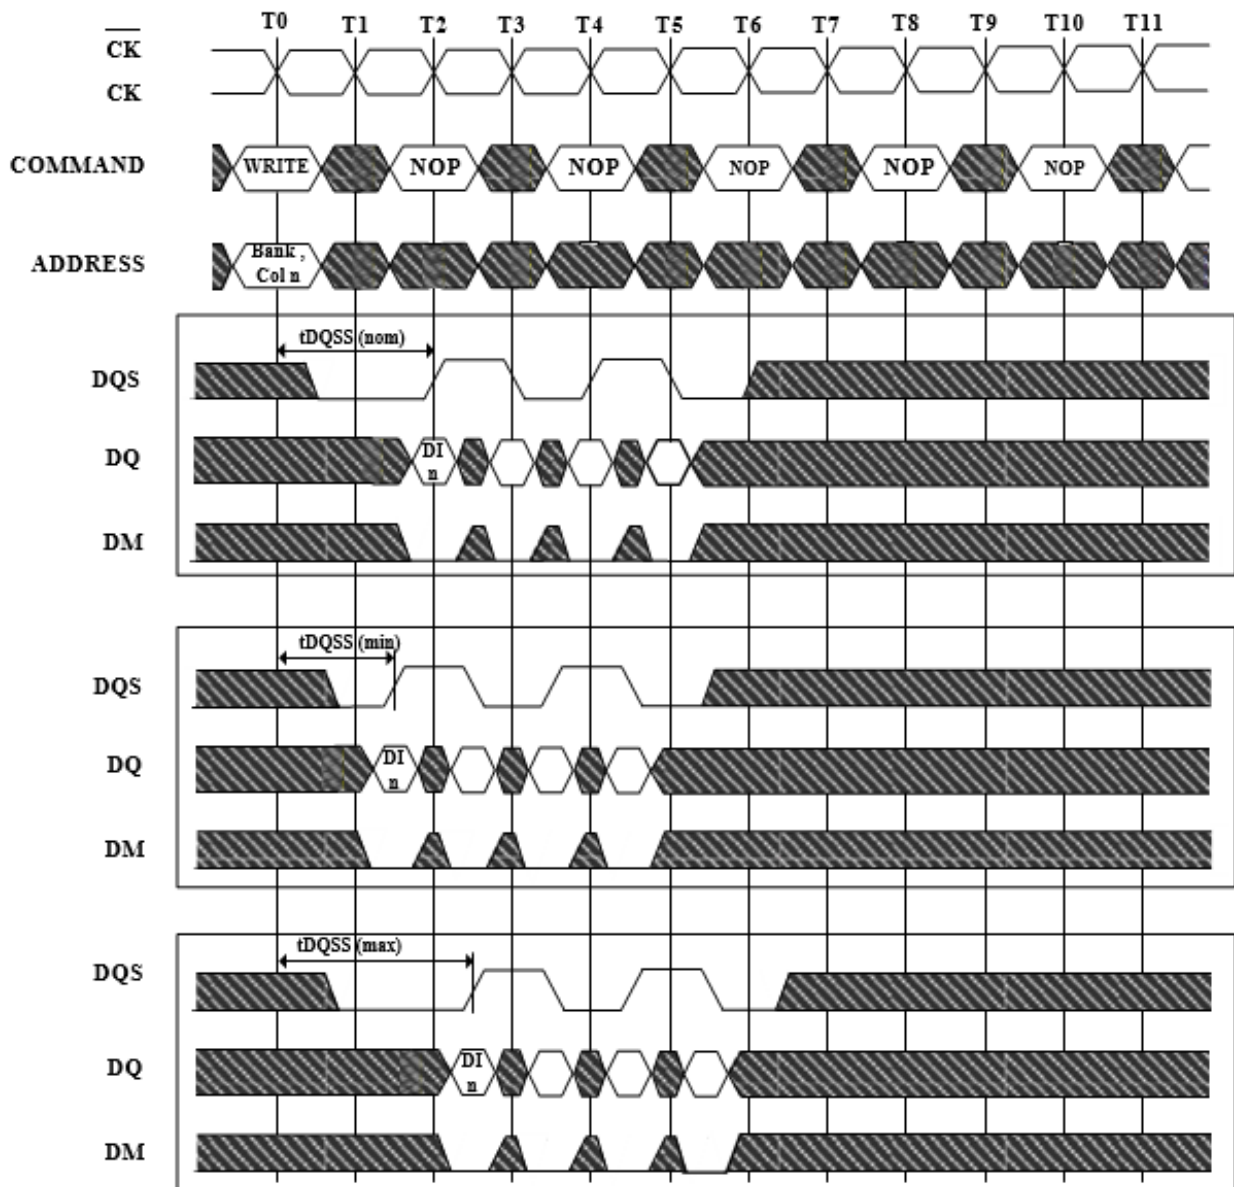 T0 T1 T2 T3 T4 T5 T6 T7 T8 T9 T10 T11
CK
CK
COMMAND WRITE NOP NOP NOP NOP NOP
ADDRESS Bank ,
Col n
tDQSS (nom)
DQS
DQ DI
n
DM
tDQSS (min)
DQS
DQ DI
n
DM
tDQSS (max)
DQS
DQ DI
n
DM